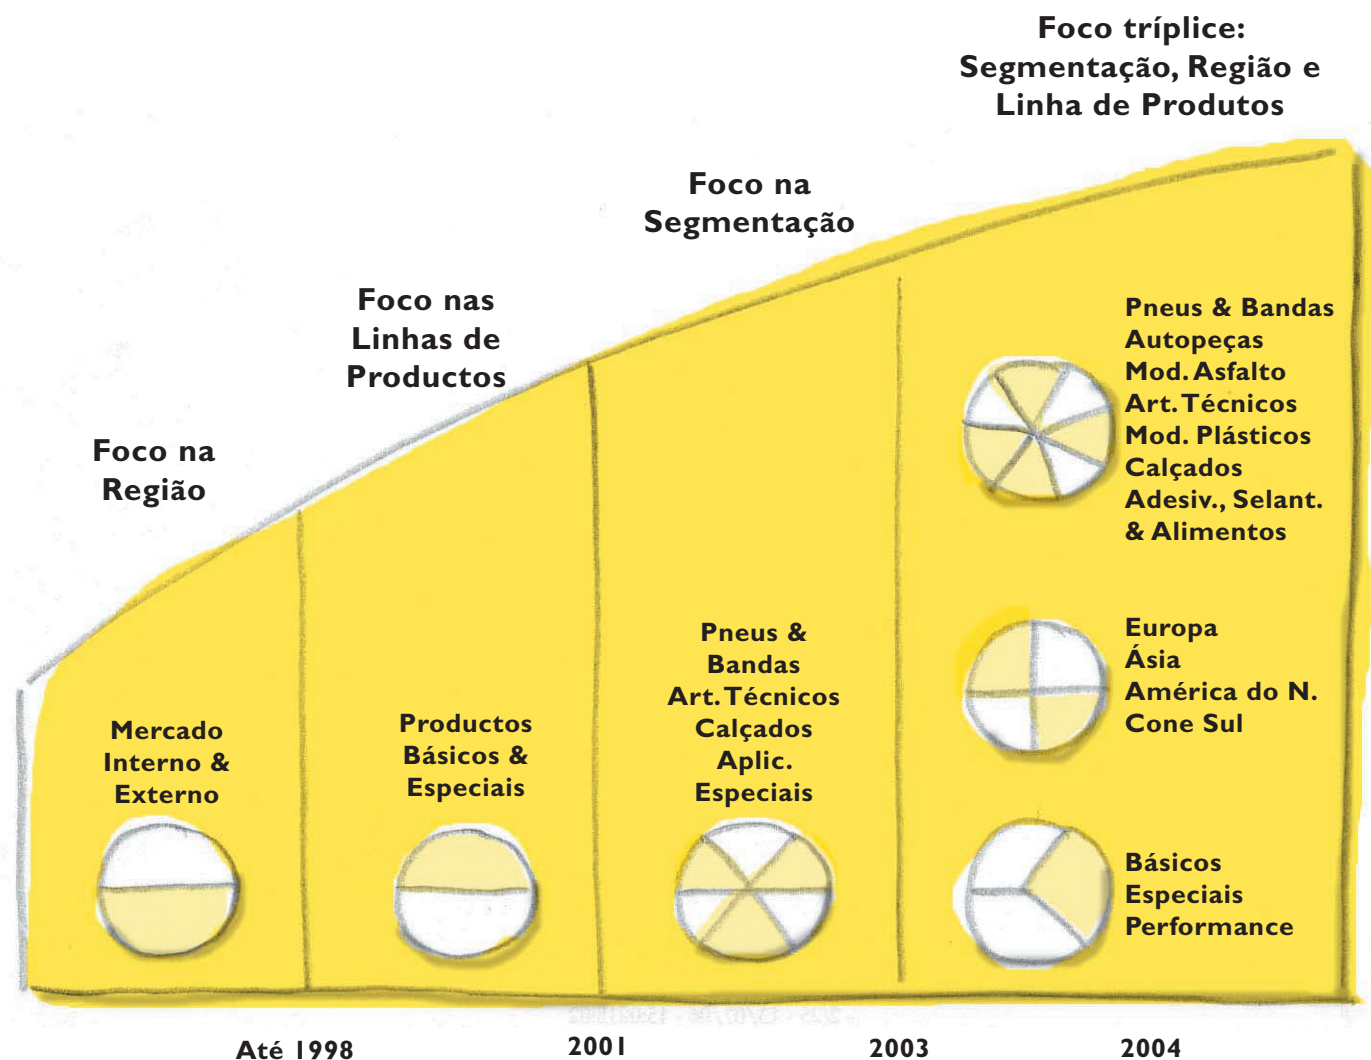 Foco na
Região
Mercado
Interno &
Externo
Foco nas
Linhas de
Productos
Productos
Básicos &
Especiais
Foco na
Segmentação
Pneus &
Bandas
Art. Técnicos
Calçados
Aplic.
Especiais
Foco tríplice:
Segmentação, Região e
Linha de Produtos
Pneus & Bandas
Autopeças
Mod. Asfalto
Art. Técnicos
Mod. Plásticos
Calçados
Adesiv., Selant.
& Alimentos
Europa
Ásia
América do N.
Cone Sul
Básicos
Especiais
Performance
Até 1998
2001
2003
2004